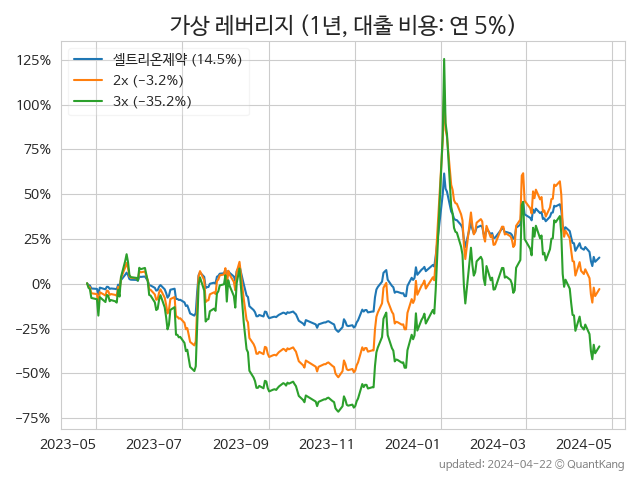 가상 레버리지 (1년, 대출 비용: 연 5%)
셀트리온제약 (14.5%)
2x (−3.2%)
3x (−35.2%)
125%
100%
75%
50%
25%
0%
−25%
−50%
−75%
2023-05 2023-07 2023-09 2023-11 2024-01 2024-03 2024-05
updated: 2024-04-22 © QuantKang